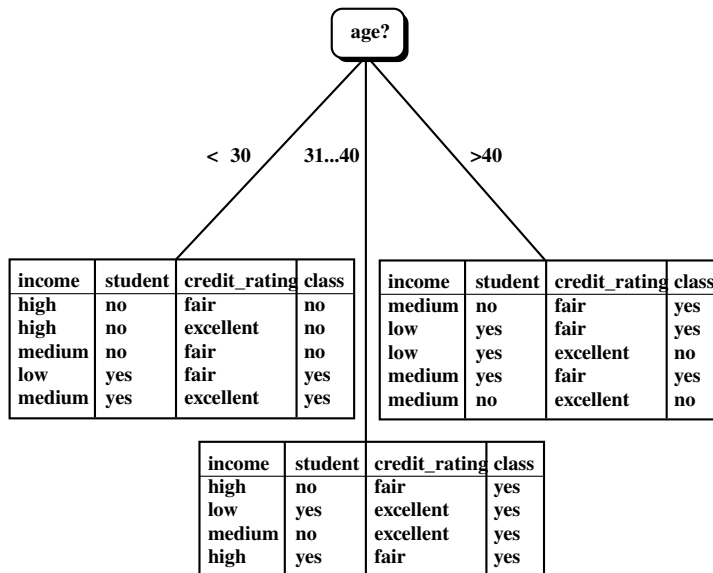 age?
< 30
31...40
>40
income student credit_rating class
high no fair no
high no excellent no
medium no fair no
low yes fair yes
medium yes excellent yes
income student credit_rating class
medium no fair yes
low yes fair yes
low yes excellent no
medium yes fair yes
medium no excellent no
income student credit_rating class
high no fair yes
low yes excellent yes
medium no excellent yes
high yes fair yes